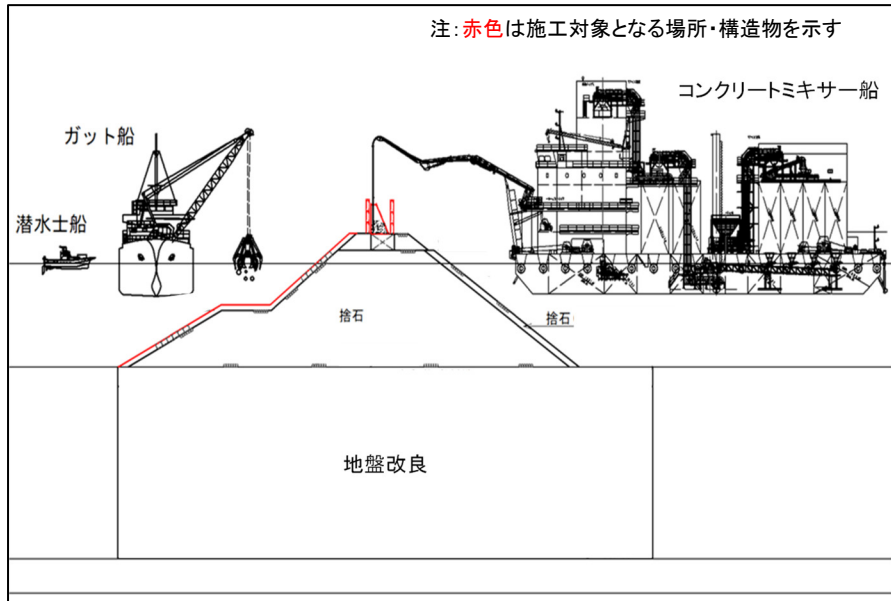 注:赤色は施工対象となる場所・構造物を示す
コンクリートミキサー船
ガット船
潜水士船
捨石
捨石
地盤改良